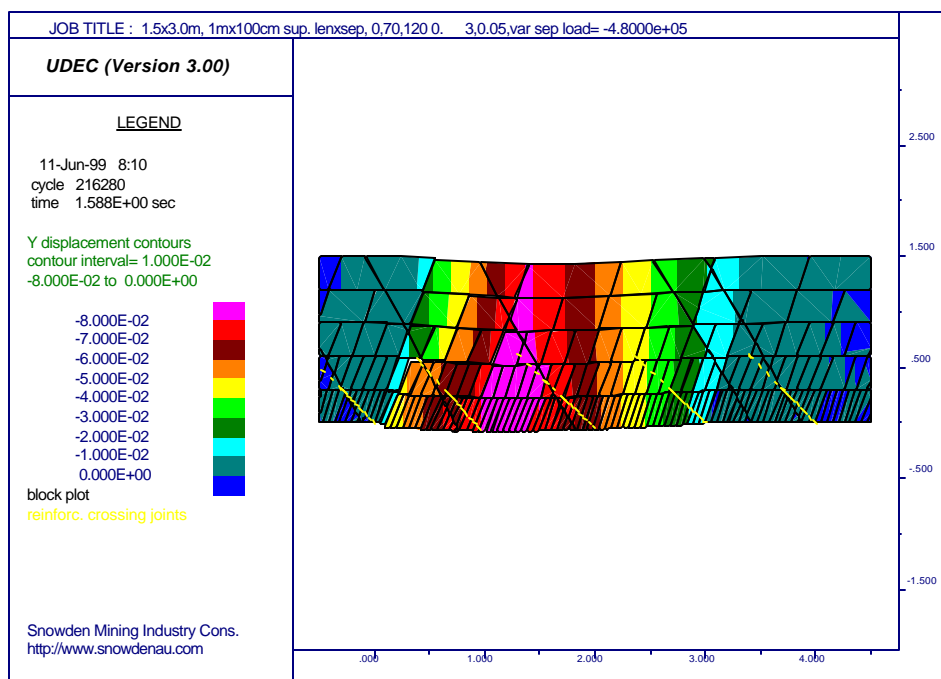 JOB TITLE : 1.5x3.0m, 1mx100cm sup. lenxsep, 0,70,120 0. 3,0.05,var sep load= -4.8000e+05
UDEC (Version 3.00)
LEGEND
11-Jun-99 8:10
cycle 216280
time 1.588E+00 sec
Y displacement contours
contour interval= 1.000E-02
-8.000E-02 to 0.000E+00
-8.000E-02
-7.000E-02
-6.000E-02
-5.000E-02
-4.000E-02
-3.000E-02
-2.000E-02
-1.000E-02
0.000E+00
block plot
reinforc. crossing joints
Snowden Mining Industry Cons.
http://www.snowdenau.com
2.500
1.500
.500
-.500
-1.500
.000 1.000 2.000 3.000 4.000